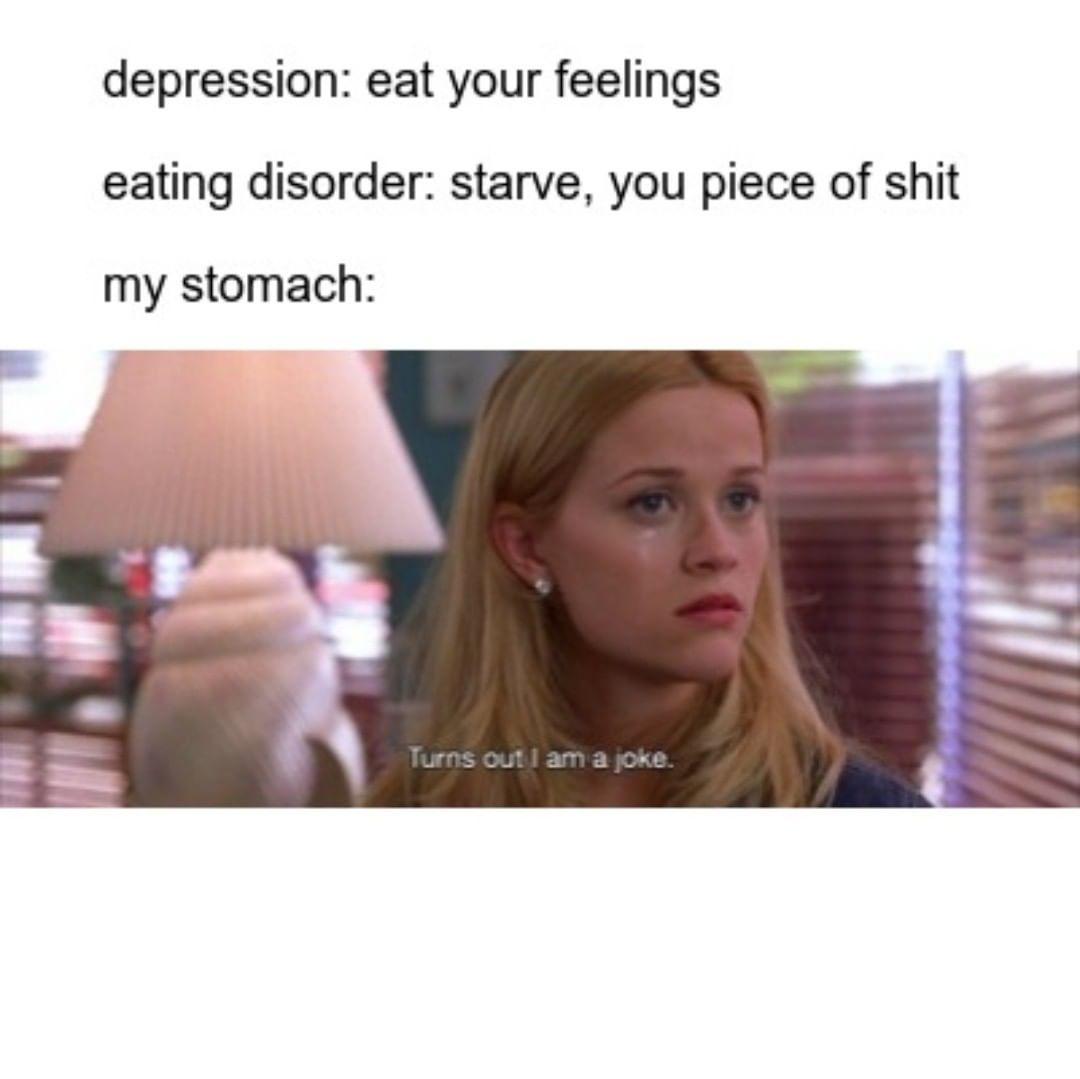 depression: eat your feelings
eating disorder: starve, you piece of shit
my stomach:
Turns out I am a joke.